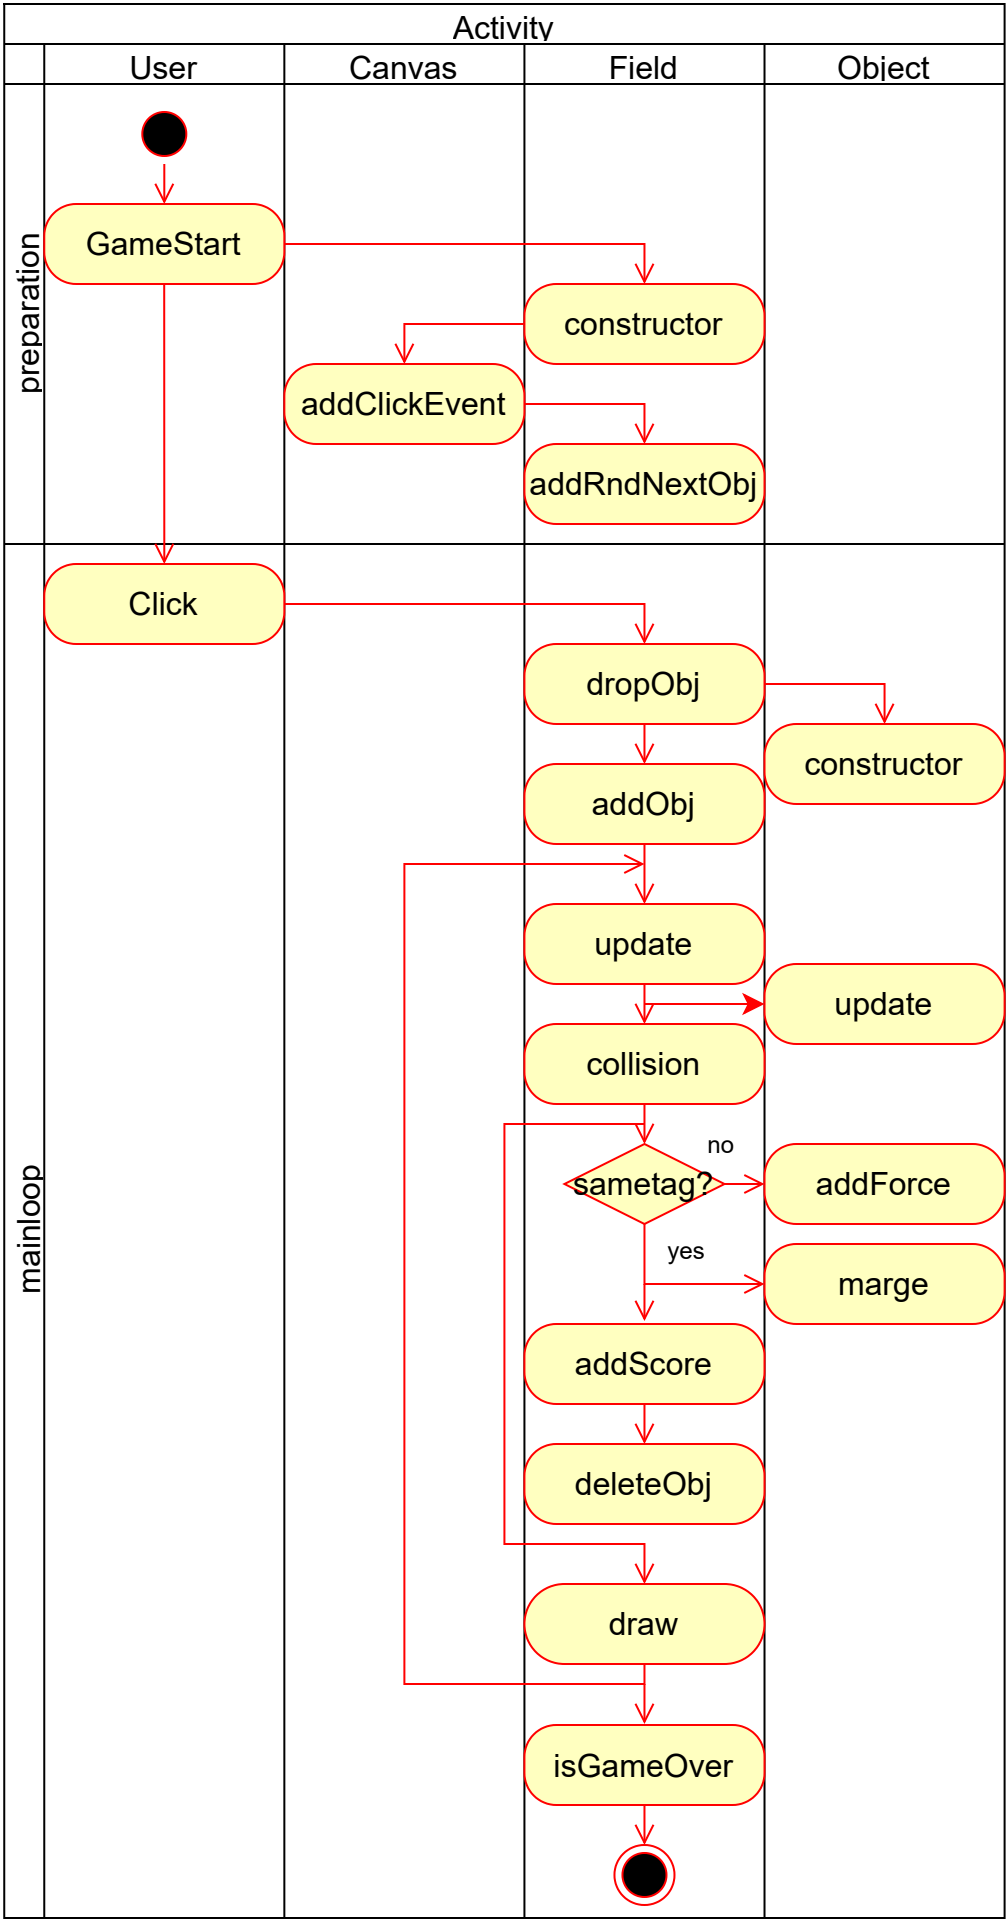 Activity
User
Canvas
Field
Object
preparation
GameStart
constructor
addClickEvent
addRndNextObj
mainloop
Click
dropObj
constructor
addObj
update
update
collision
no
sametag?
addForce
yes
marge
addScore
deleteObj
draw
isGameOver